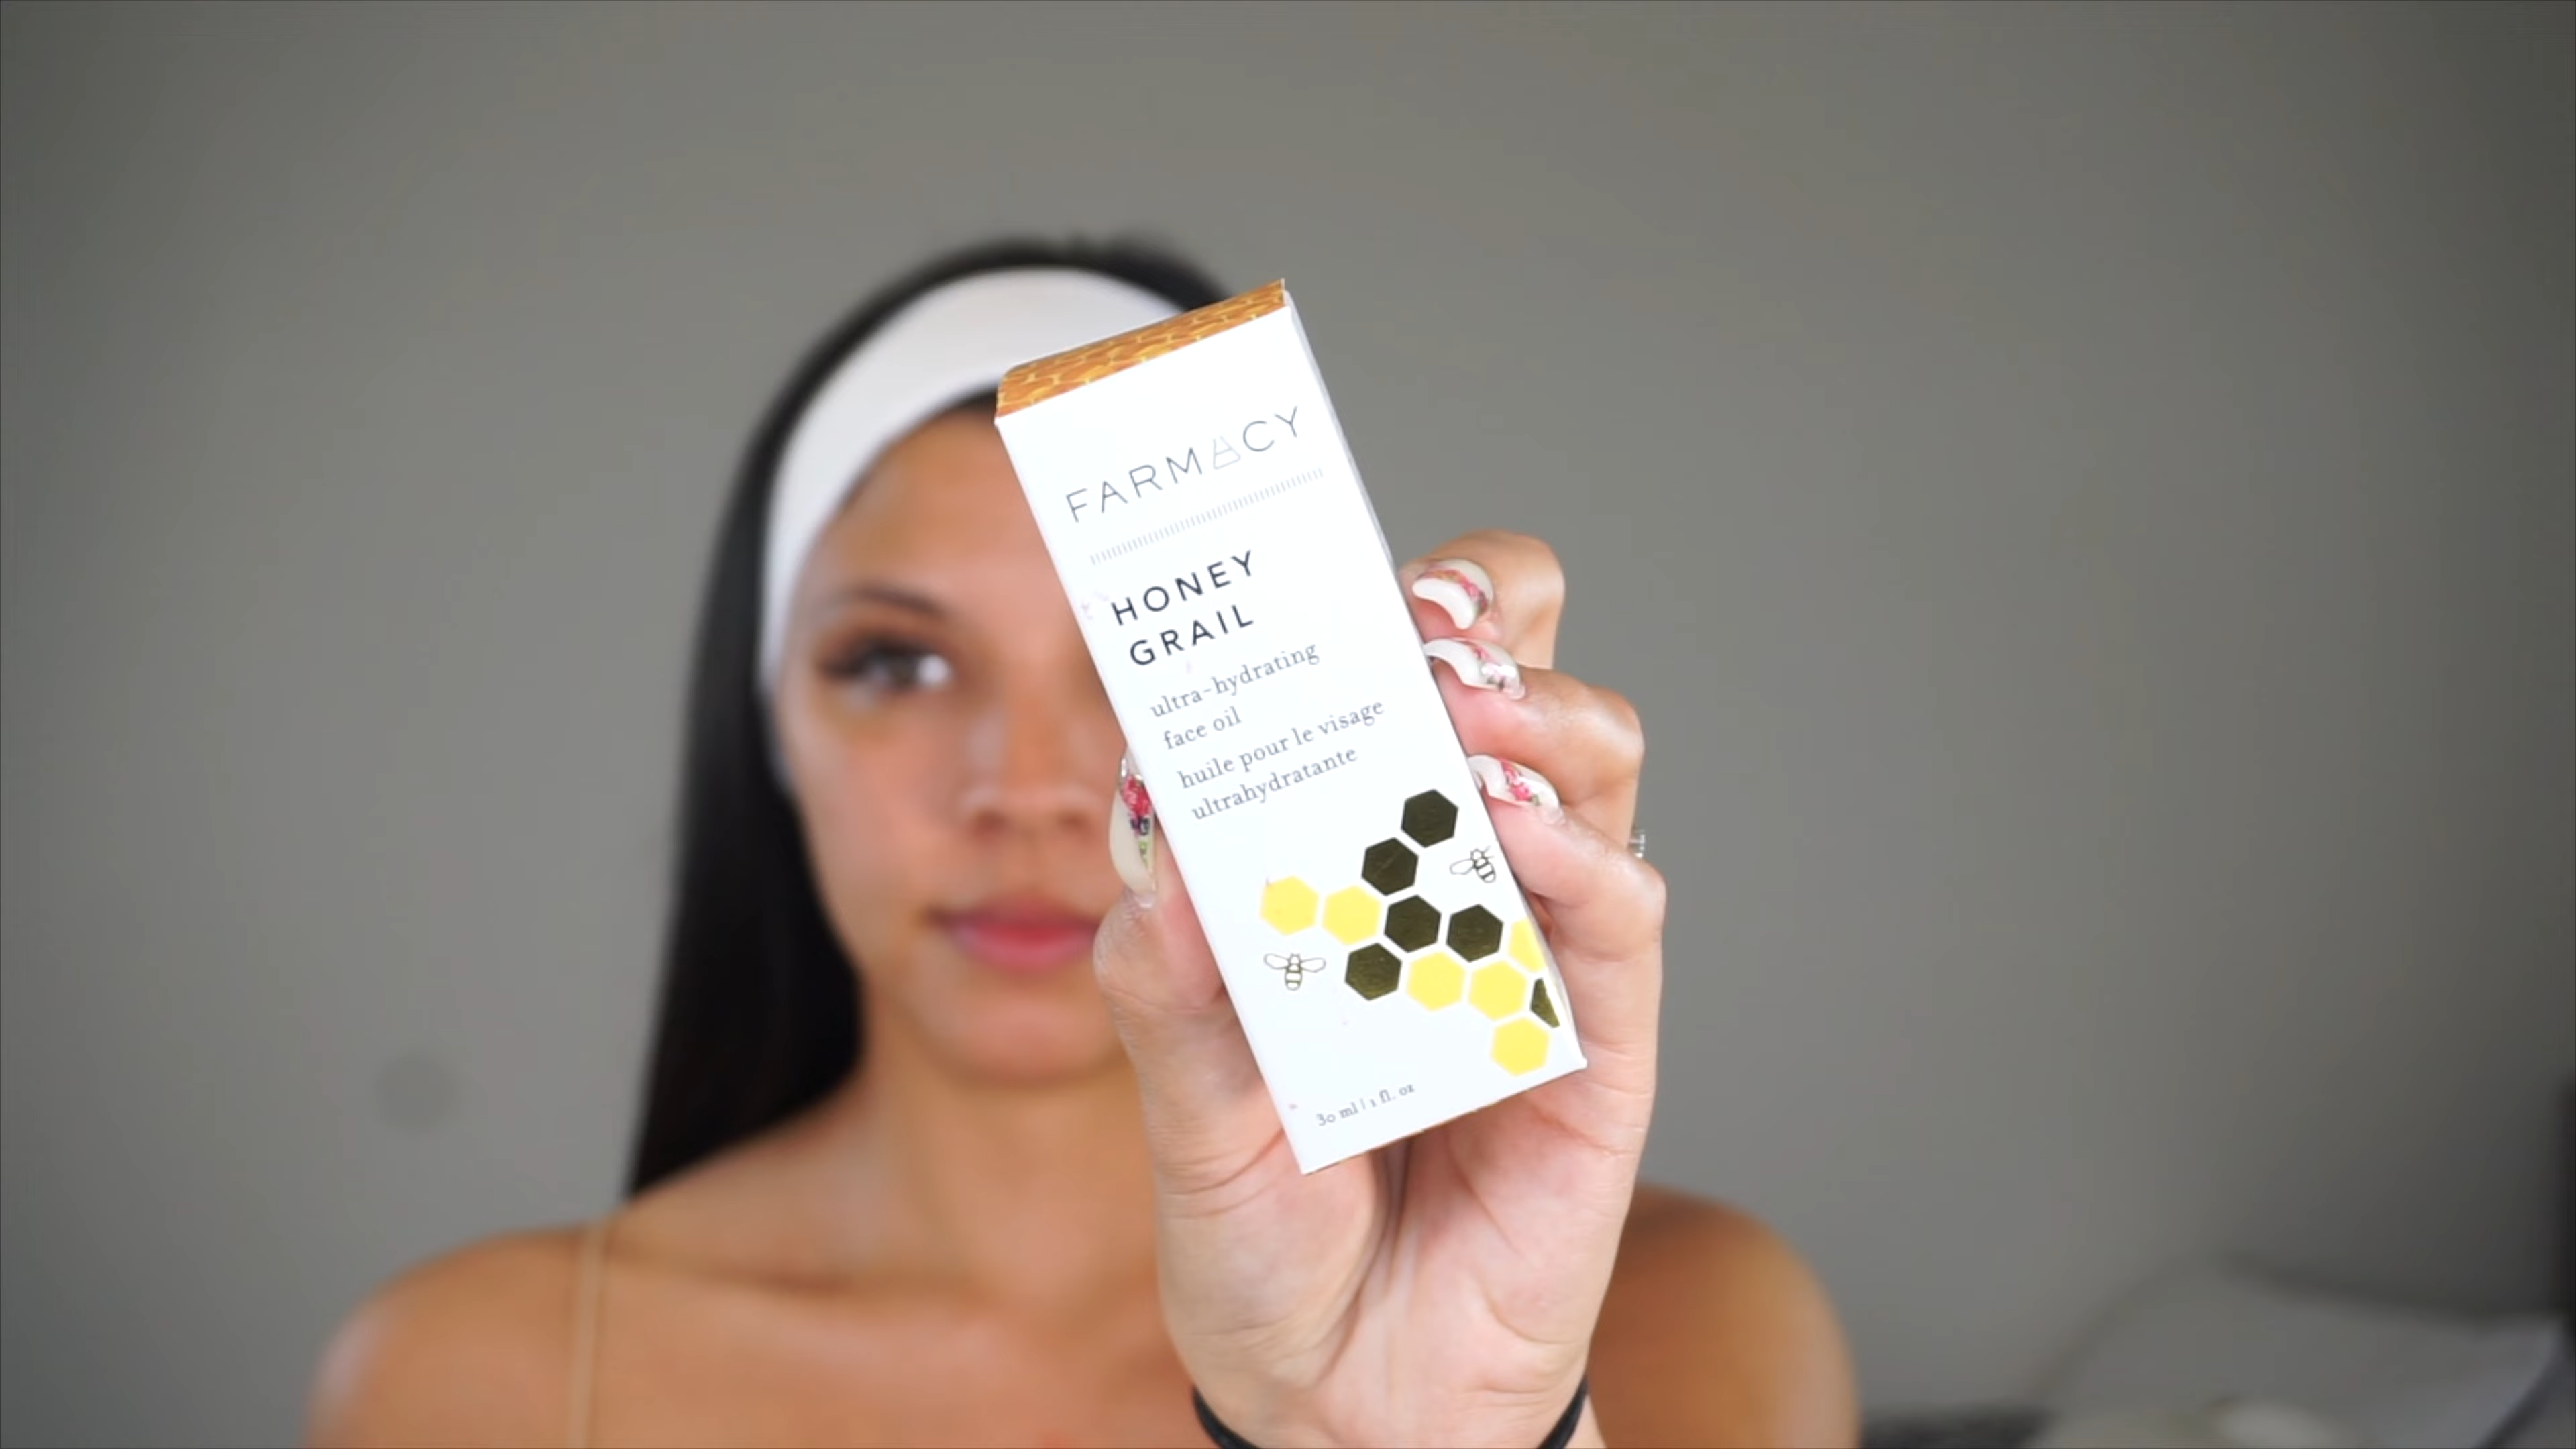 FARMACY
HONEY
GRAIL
ultra-hydrating
face oil
huile pour le visage
ultrahydratante
30 ml | 1 fl. oz